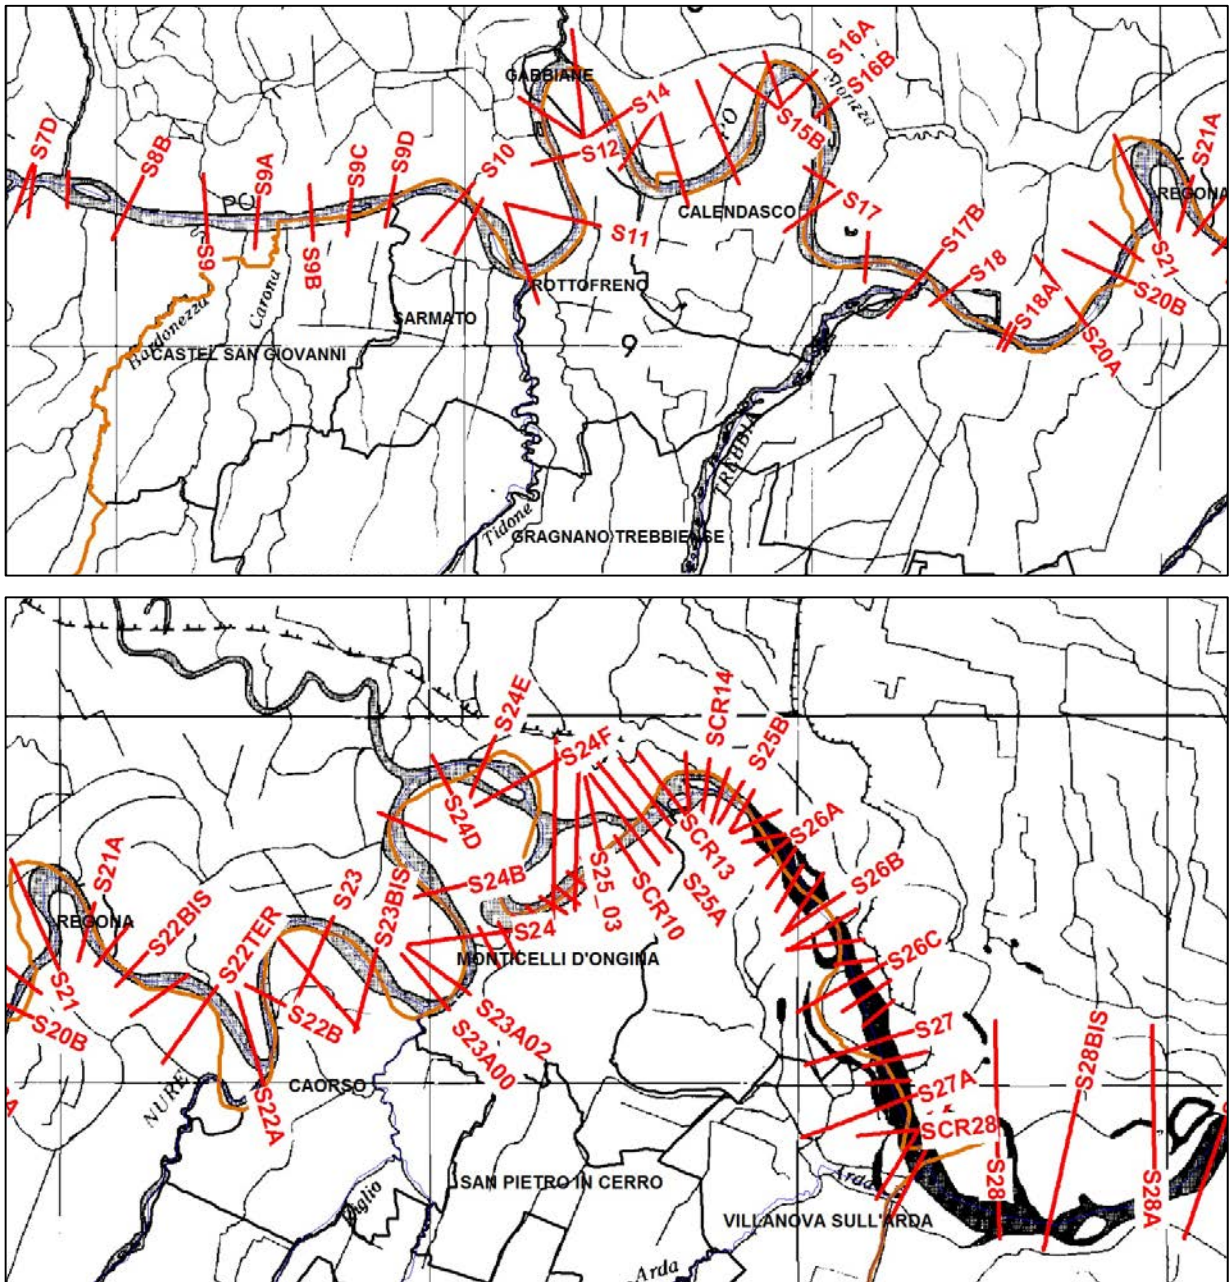 S7D
S8B
PO
S9
S9A
S9B
S9C
S9D
S10
S11
S12
GABBIANE
S14
PO
S15B
S16A
S16B
Morizza
CALENDASCO
S17
S17B
S18
S18A
S20A
S20B
S21
S21A
REGONA
ROTTOFRENO
SARMATO
Bardonezza
Carona
CASTEL SAN GIOVANNI
9
TREBBIA
Tidone
GRAGNANO TREBBIENSE
S24E
SCR14
S24F
S25B
S24D
SCR13
S26A
S21A
S22BIS
S23
S23BIS
S24B
S25_03
SCR10
S25A
S26B
REGONA
S22TER
S24
MONTICELLI D'ONGINA
S26C
S21
S20B
S22B
S23A02
S23A00
S27
S28BIS
NURE
CAORSO
S22A
S27A
SCR28
SAN PIETRO IN CERRO
Arda
S28
S28A
VILLANOVA SULL'ARDA
Arda